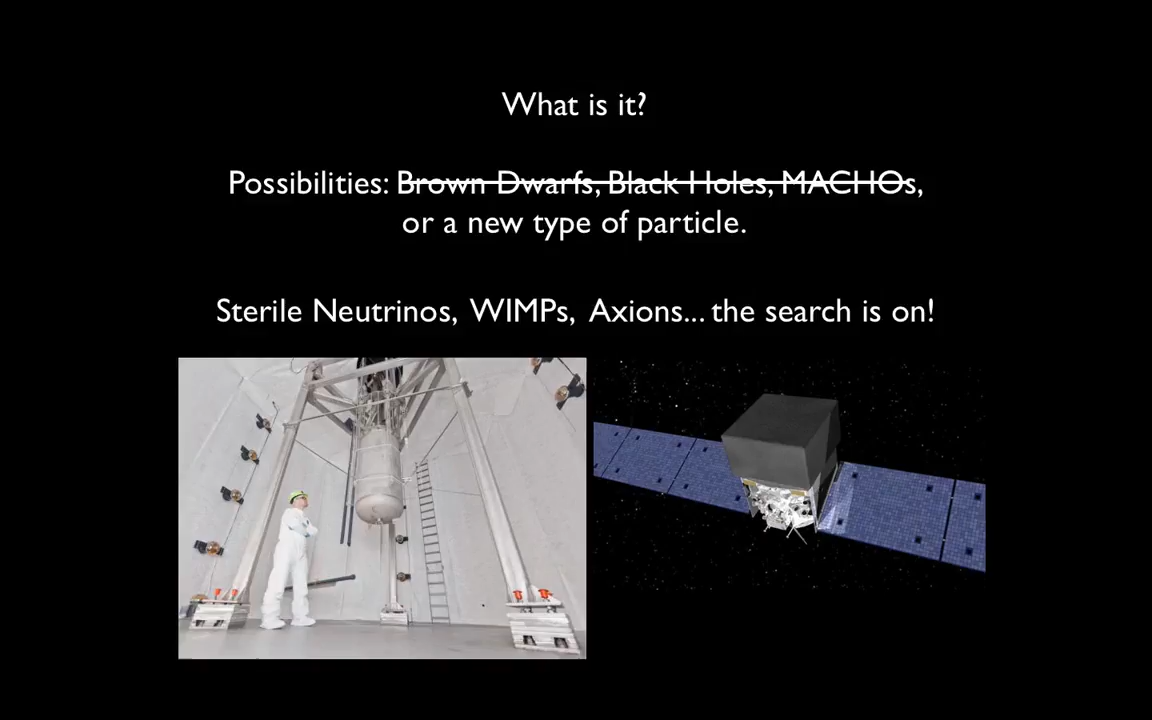 What is it?
Possibilities: Brown Dwarfs, Black Holes, MACHOs,
or a new type of particle.
Sterile Neutrinos, WIMPs, Axions... the search is on!